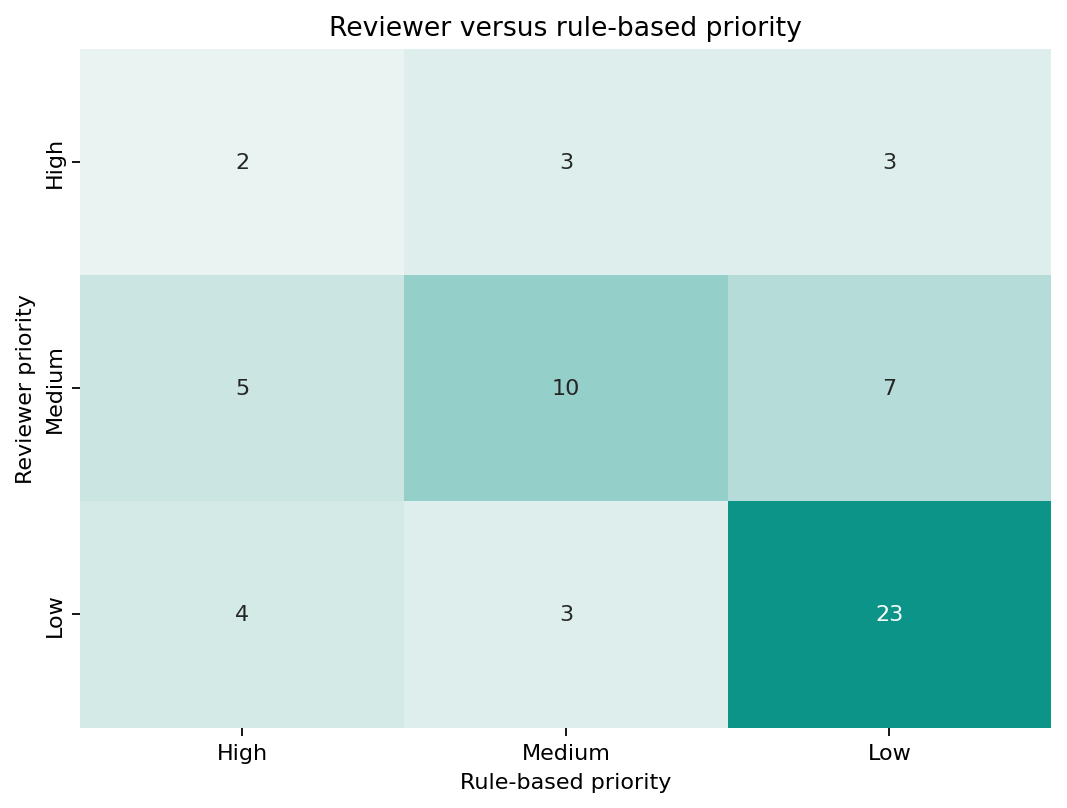 Reviewer versus rule-based priority
Reviewer priority
High
2 3 3
Medium
5 10 7
Low
4 3 23
High Medium Low
Rule-based priority